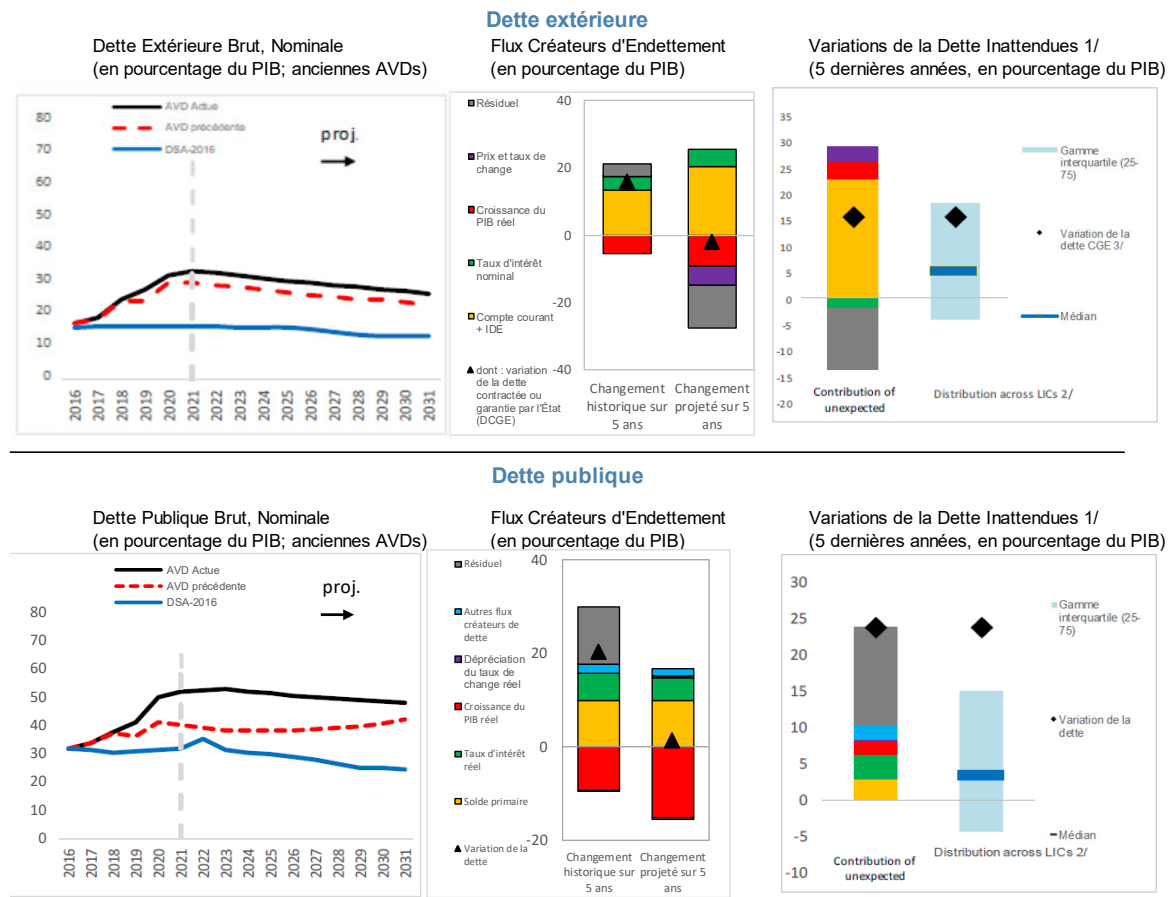 Dette extérieure
Dette Extérieure Brut, Nominale
(en pourcentage du PIB; anciennes AVDs)
AVD Actue
AVD précédente
DSA-2016
proj.
80
70
60
50
40
30
20
10
0
2016
2017
2018
2019
2020
2021
2022
2023
2024
2025
2026
2027
2028
2029
2030
2031
Flux Créateurs d'Endettement
(en pourcentage du PIB)
Résiduel
Prix et taux de
change
Croissance du
PIB réel
Taux d'intérêt
nominal
Compte courant
+ IDE
dont : variation
de la dette
contractée ou
garantie par l'État
(DCGE)
40
20
0
-20
-40
Changement
historique sur
5 ans
Changement
projeté sur 5
ans
Variations de la Dette Inattendues 1/
(5 dernières années, en pourcentage du PIB)
35
30
25
20
15
10
5
0
-5
-10
-15
-20
Contribution of
unexpected
Distribution across LICs 2/
Gamme
interquartile (25-
75)
Variation de la
dette CGE 3/
Médian
Dette publique
Dette Publique Brut, Nominale
(en pourcentage du PIB; anciennes AVDs)
AVD Actue
AVD précédente
DSA-2016
proj.
80
70
60
50
40
30
20
10
0
2016
2017
2018
2019
2020
2021
2022
2023
2024
2025
2026
2027
2028
2029
2030
2031
Flux Créateurs d'Endettement
(en pourcentage du PIB)
Résiduel
Autres flux
créateurs de
dette
Dépréciation
du taux de
change réel
Croissance du
PIB réel
Taux d'intérêt
réel
Solde primaire
Variation de la
dette
40
20
0
-20
Changement
historique sur
5 ans
Changement
projeté sur 5
ans
Variations de la Dette Inattendues 1/
(5 dernières années, en pourcentage du PIB)
30
25
20
15
10
5
0
-5
-10
Contribution of
unexpected
Distribution across LICs 2/
Gamme
interquartile (25-
75)
Variation de la
dette
Médian